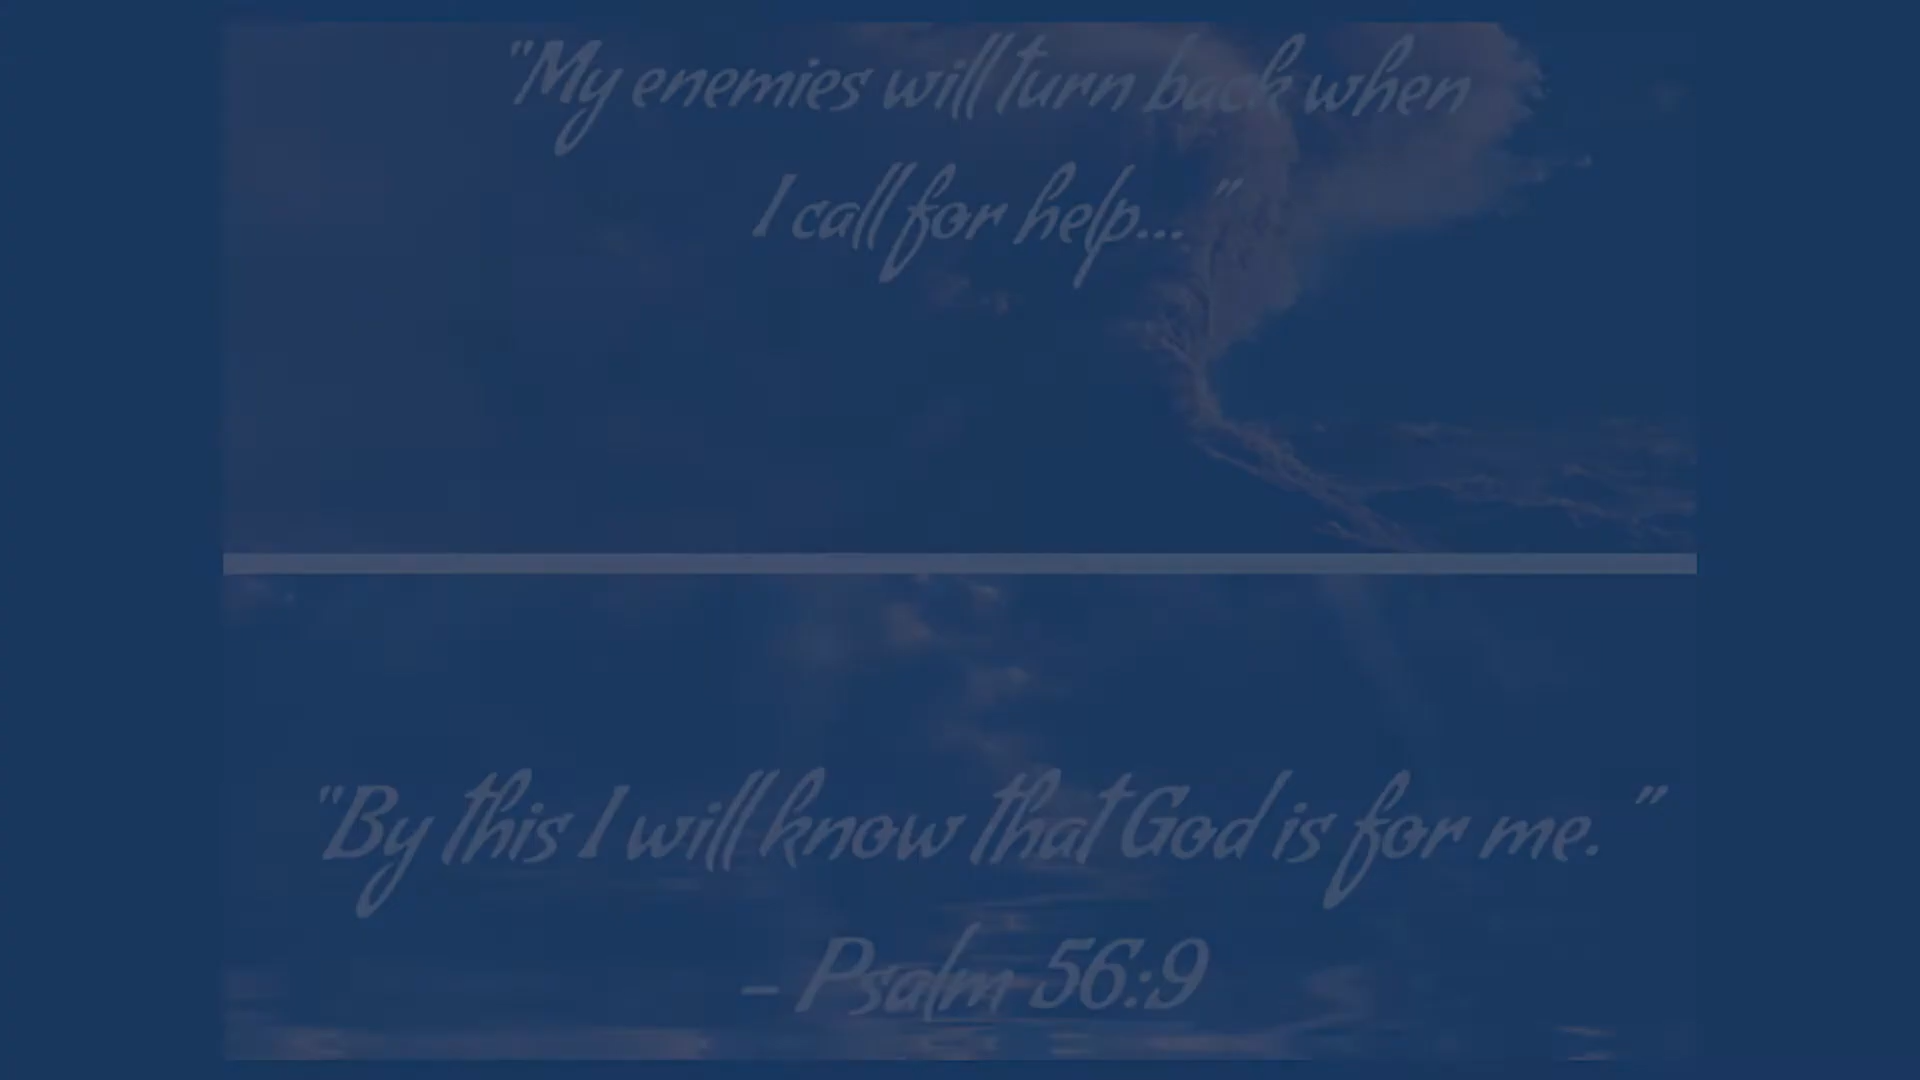 "My enemies will turn back when
I call for help..."
"By this I will know that God is for me."
- Psalm 56:9